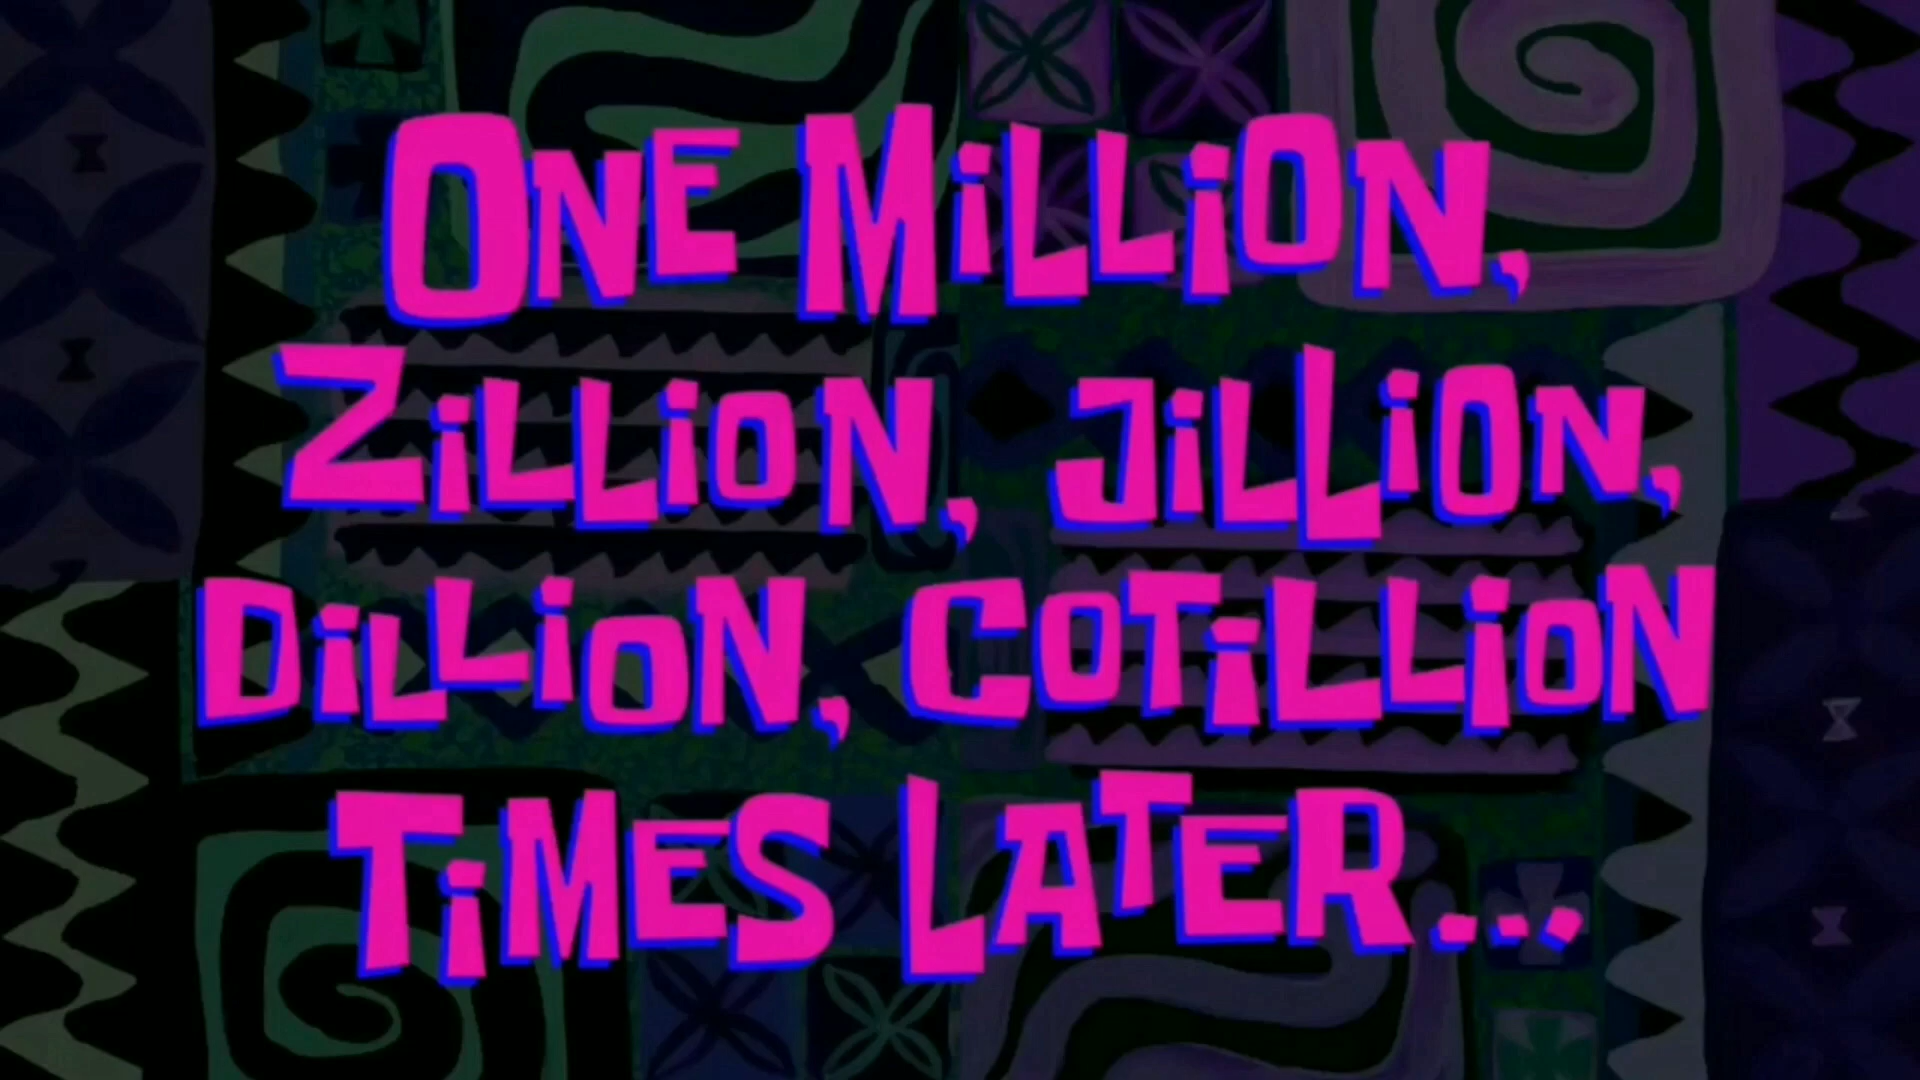 One Million,
Zillion, Jillion,
Dillion, Cotillion
Times Later...